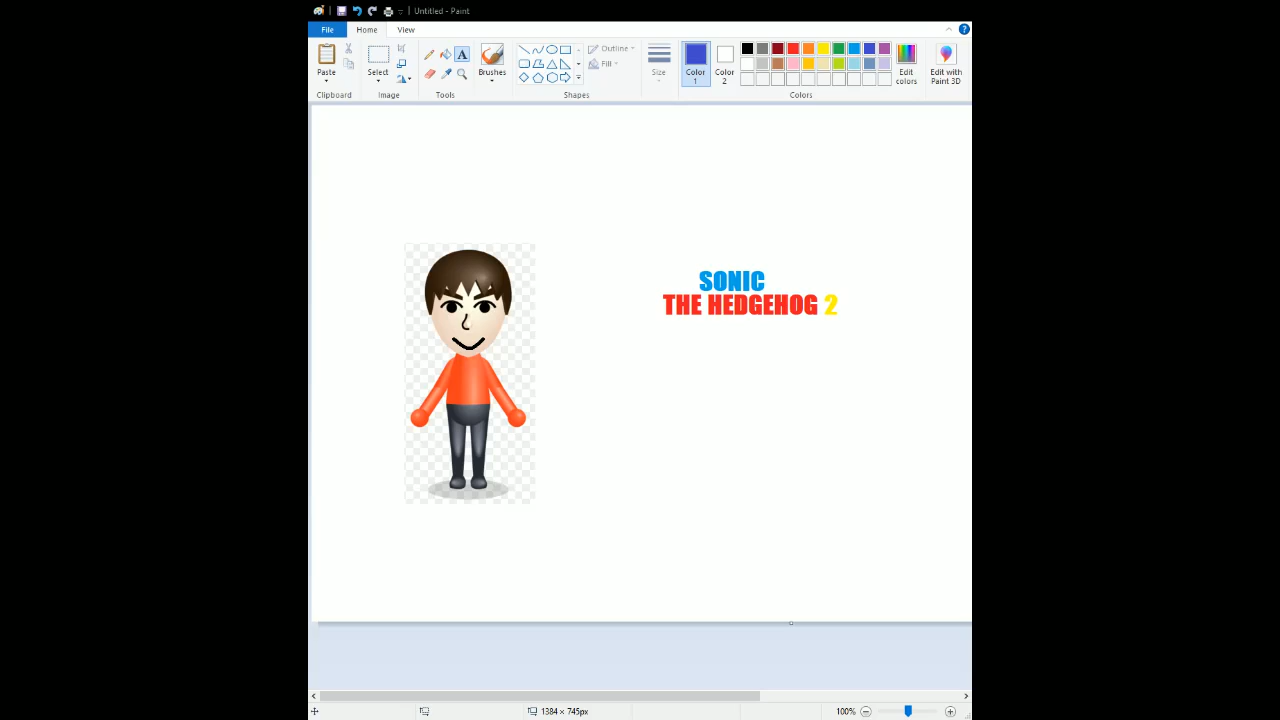 Untitled - Paint
File Home View
Paste
Select
Brushes
Outline
Fill
Size
Color 1
Color 2
Edit colors
Edit with Paint 3D
Clipboard Image Tools Shapes Colors
A
SONIC
THE HEDGEHOG 2
1384 × 745px 100%